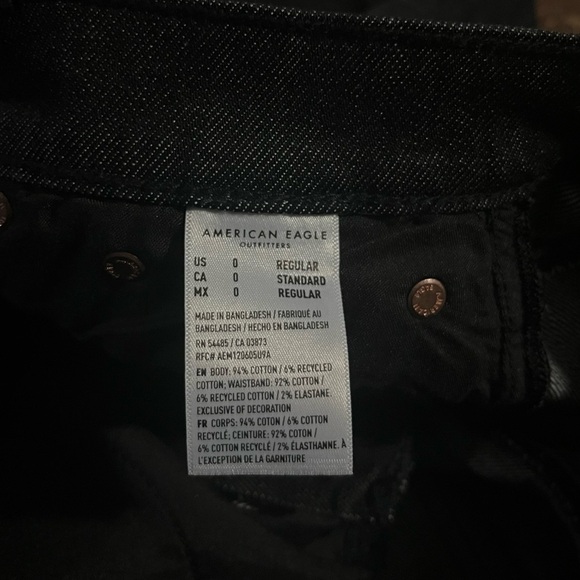 AMERICAN EAGLE
OUTFITTERS
US 0 REGULAR
CA 0 STANDARD
MX 0 REGULAR
MADE IN BANGLADESH / FABRIQUÉ AU
BANGLADESH / HECHO EN BANGLADESH
RN 54485 / CA 03873
RFC# AEM120605U9A
EN BODY: 94% COTTON / 6% RECYCLED
COTTON; WAISTBAND: 92% COTTON /
6% RECYCLED COTTON / 2% ELASTANE.
EXCLUSIVE OF DECORATION
FR CORPS: 94% COTON / 6% COTON
RECYCLÉ; CEINTURE: 92% COTON /
6% COTON RECYCLÉ / 2% ÉLASTHANNE. À
L'EXCEPTION DE LA GARNITURE